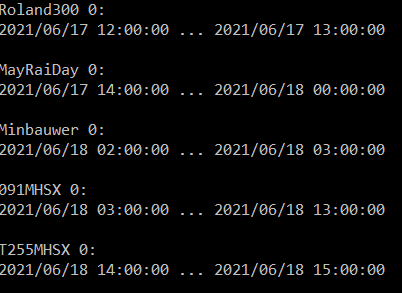 Roland300 0:
2021/06/17 12:00:00 ... 2021/06/17 13:00:00
MayRaiDay 0:
2021/06/17 14:00:00 ... 2021/06/18 00:00:00
Minbauwer 0:
2021/06/18 02:00:00 ... 2021/06/18 03:00:00
091MHSX 0:
2021/06/18 03:00:00 ... 2021/06/18 13:00:00
T255MHSX 0:
2021/06/18 14:00:00 ... 2021/06/18 15:00:00